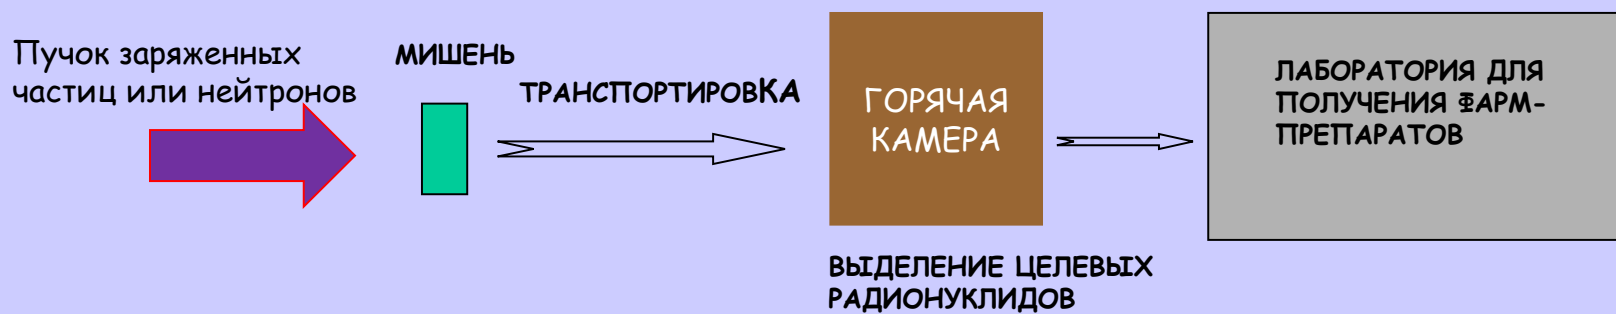 Пучок заряженных
частиц или нейтронов
МИШЕНЬ
ТРАНСПОРТИРОВКА
ГОРЯЧАЯ
КАМЕРА
ВЫДЕЛЕНИЕ ЦЕЛЕВЫХ
РАДИОНУКЛИДОВ
ЛАБОРАТОРИЯ ДЛЯ
ПОЛУЧЕНИЯ ФАРМ-
ПРЕПАРАТОВ